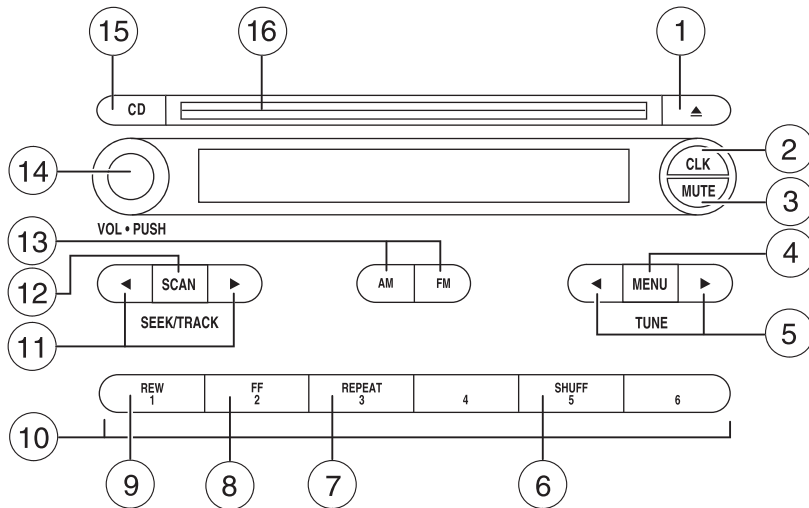 15 16 1
CD
2
CLK
14
MUTE
3
VOL • PUSH
13
4
12
SCAN
AM FM
MENU
11
SEEK/TRACK
TUNE
5
REW FF REPEAT SHUFF
1 2 3 4 5 6
10
9 8 7 6